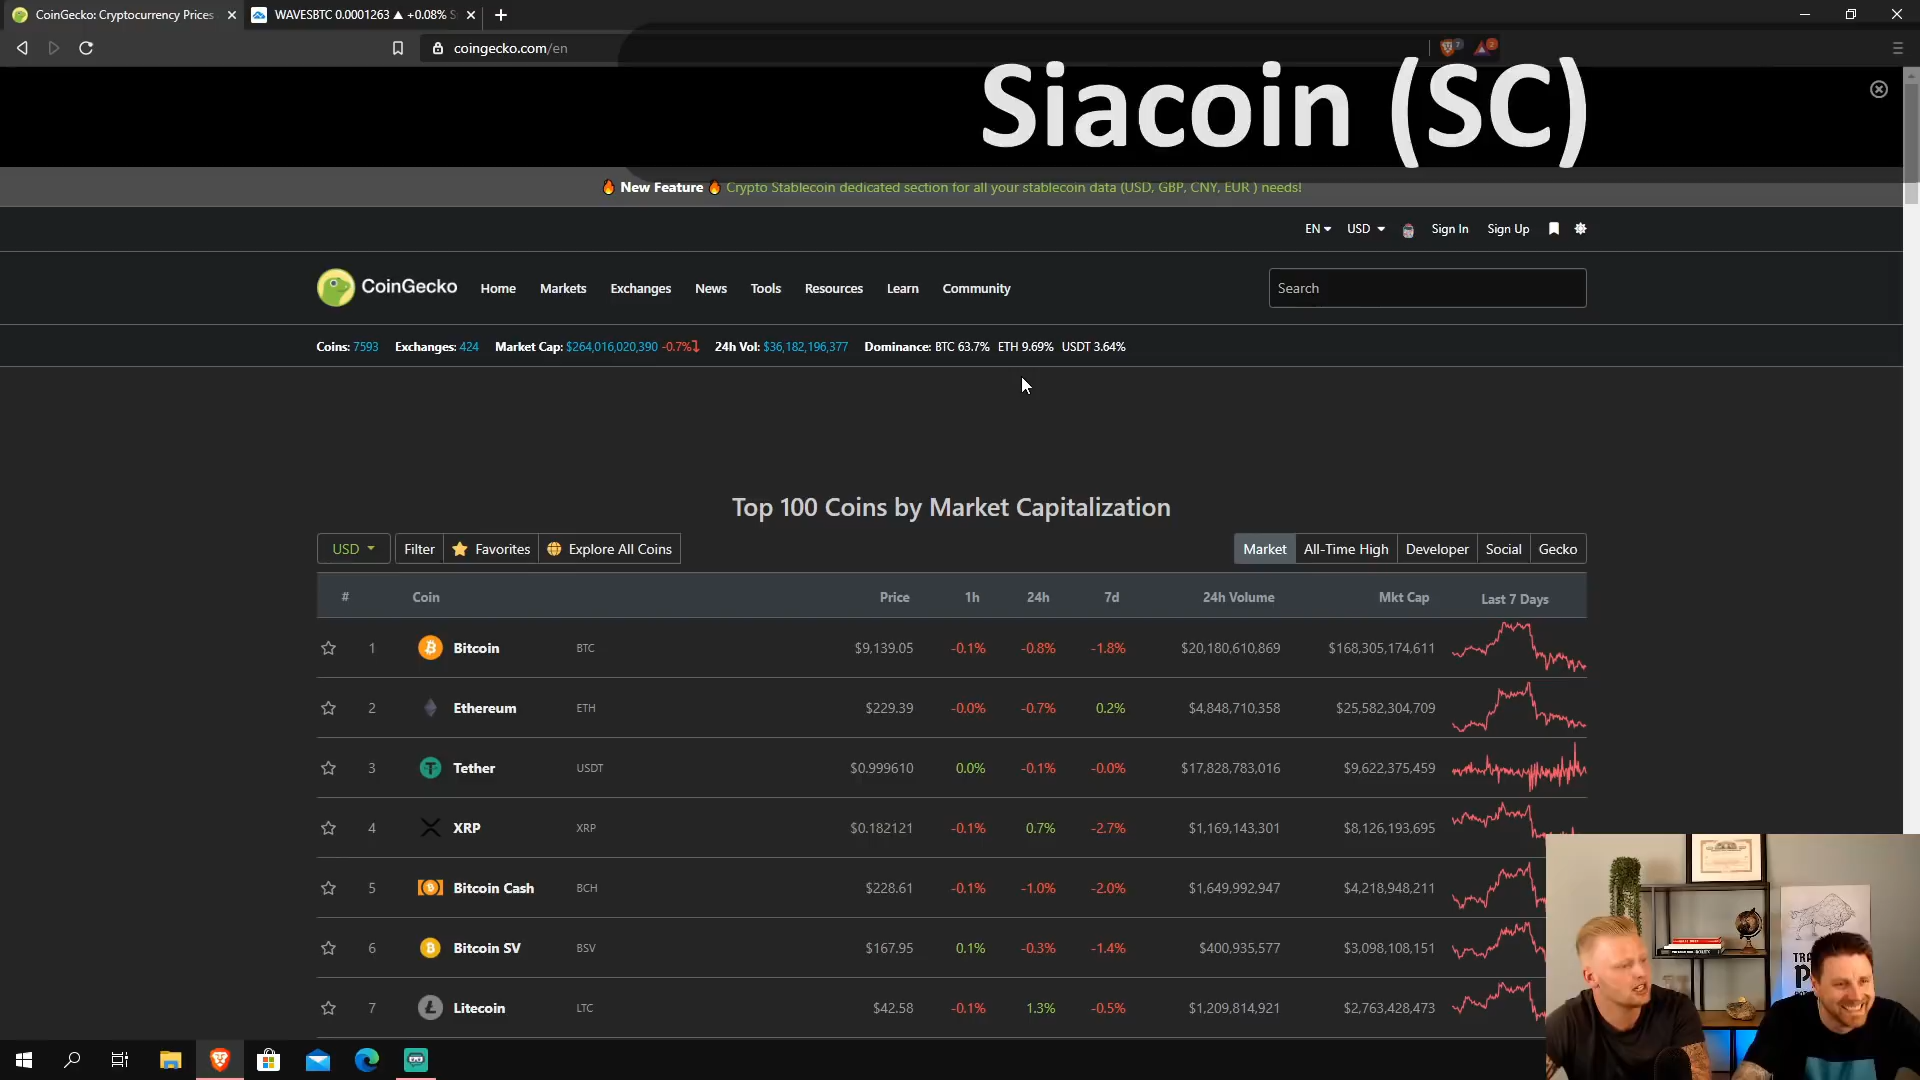 CoinGecko: Cryptocurrency Prices
WAVESBTC 0.0001263 ▲ +0.08%
coingecko.com/en
7
2
Siacoin (SC)
New Feature Crypto Stablecoin dedicated section for all your stablecoin data (USD, GBP, CNY, EUR ) needs!
EN USD Sign In Sign Up
CoinGecko Home Markets Exchanges News Tools Resources Learn Community Search
Coins: 7593 Exchanges: 424 Market Cap: $264,016,020,390 -0.7% 24h Vol: $36,182,196,377 Dominance: BTC 63.7% ETH 9.69% USDT 3.64%
Top 100 Coins by Market Capitalization
USD Filter Favorites Explore All Coins Market All-Time High Developer Social Gecko
# Coin Price 1h 24h 7d 24h Volume Mkt Cap Last 7 Days
1 Bitcoin BTC $9,139.05 -0.1% -0.8% -1.8% $20,180,610,869 $168,305,174,611
2 Ethereum ETH $229.39 -0.0% -0.7% 0.2% $4,848,710,358 $25,582,304,709
3 Tether USDT $0.999610 0.0% -0.1% -0.0% $17,828,783,016 $9,622,375,459
4 XRP XRP $0.182121 -0.1% 0.7% -2.7% $1,169,143,301 $8,126,193,695
5 Bitcoin Cash BCH $228.61 -0.1% -1.0% -2.0% $1,649,992,947 $4,218,948,211
6 Bitcoin SV BSV $167.95 0.1% -0.3% -1.4% $400,935,577 $3,098,108,151
7 Litecoin LTC $42.58 -0.1% 1.3% -0.5% $1,209,814,921 $2,763,428,473